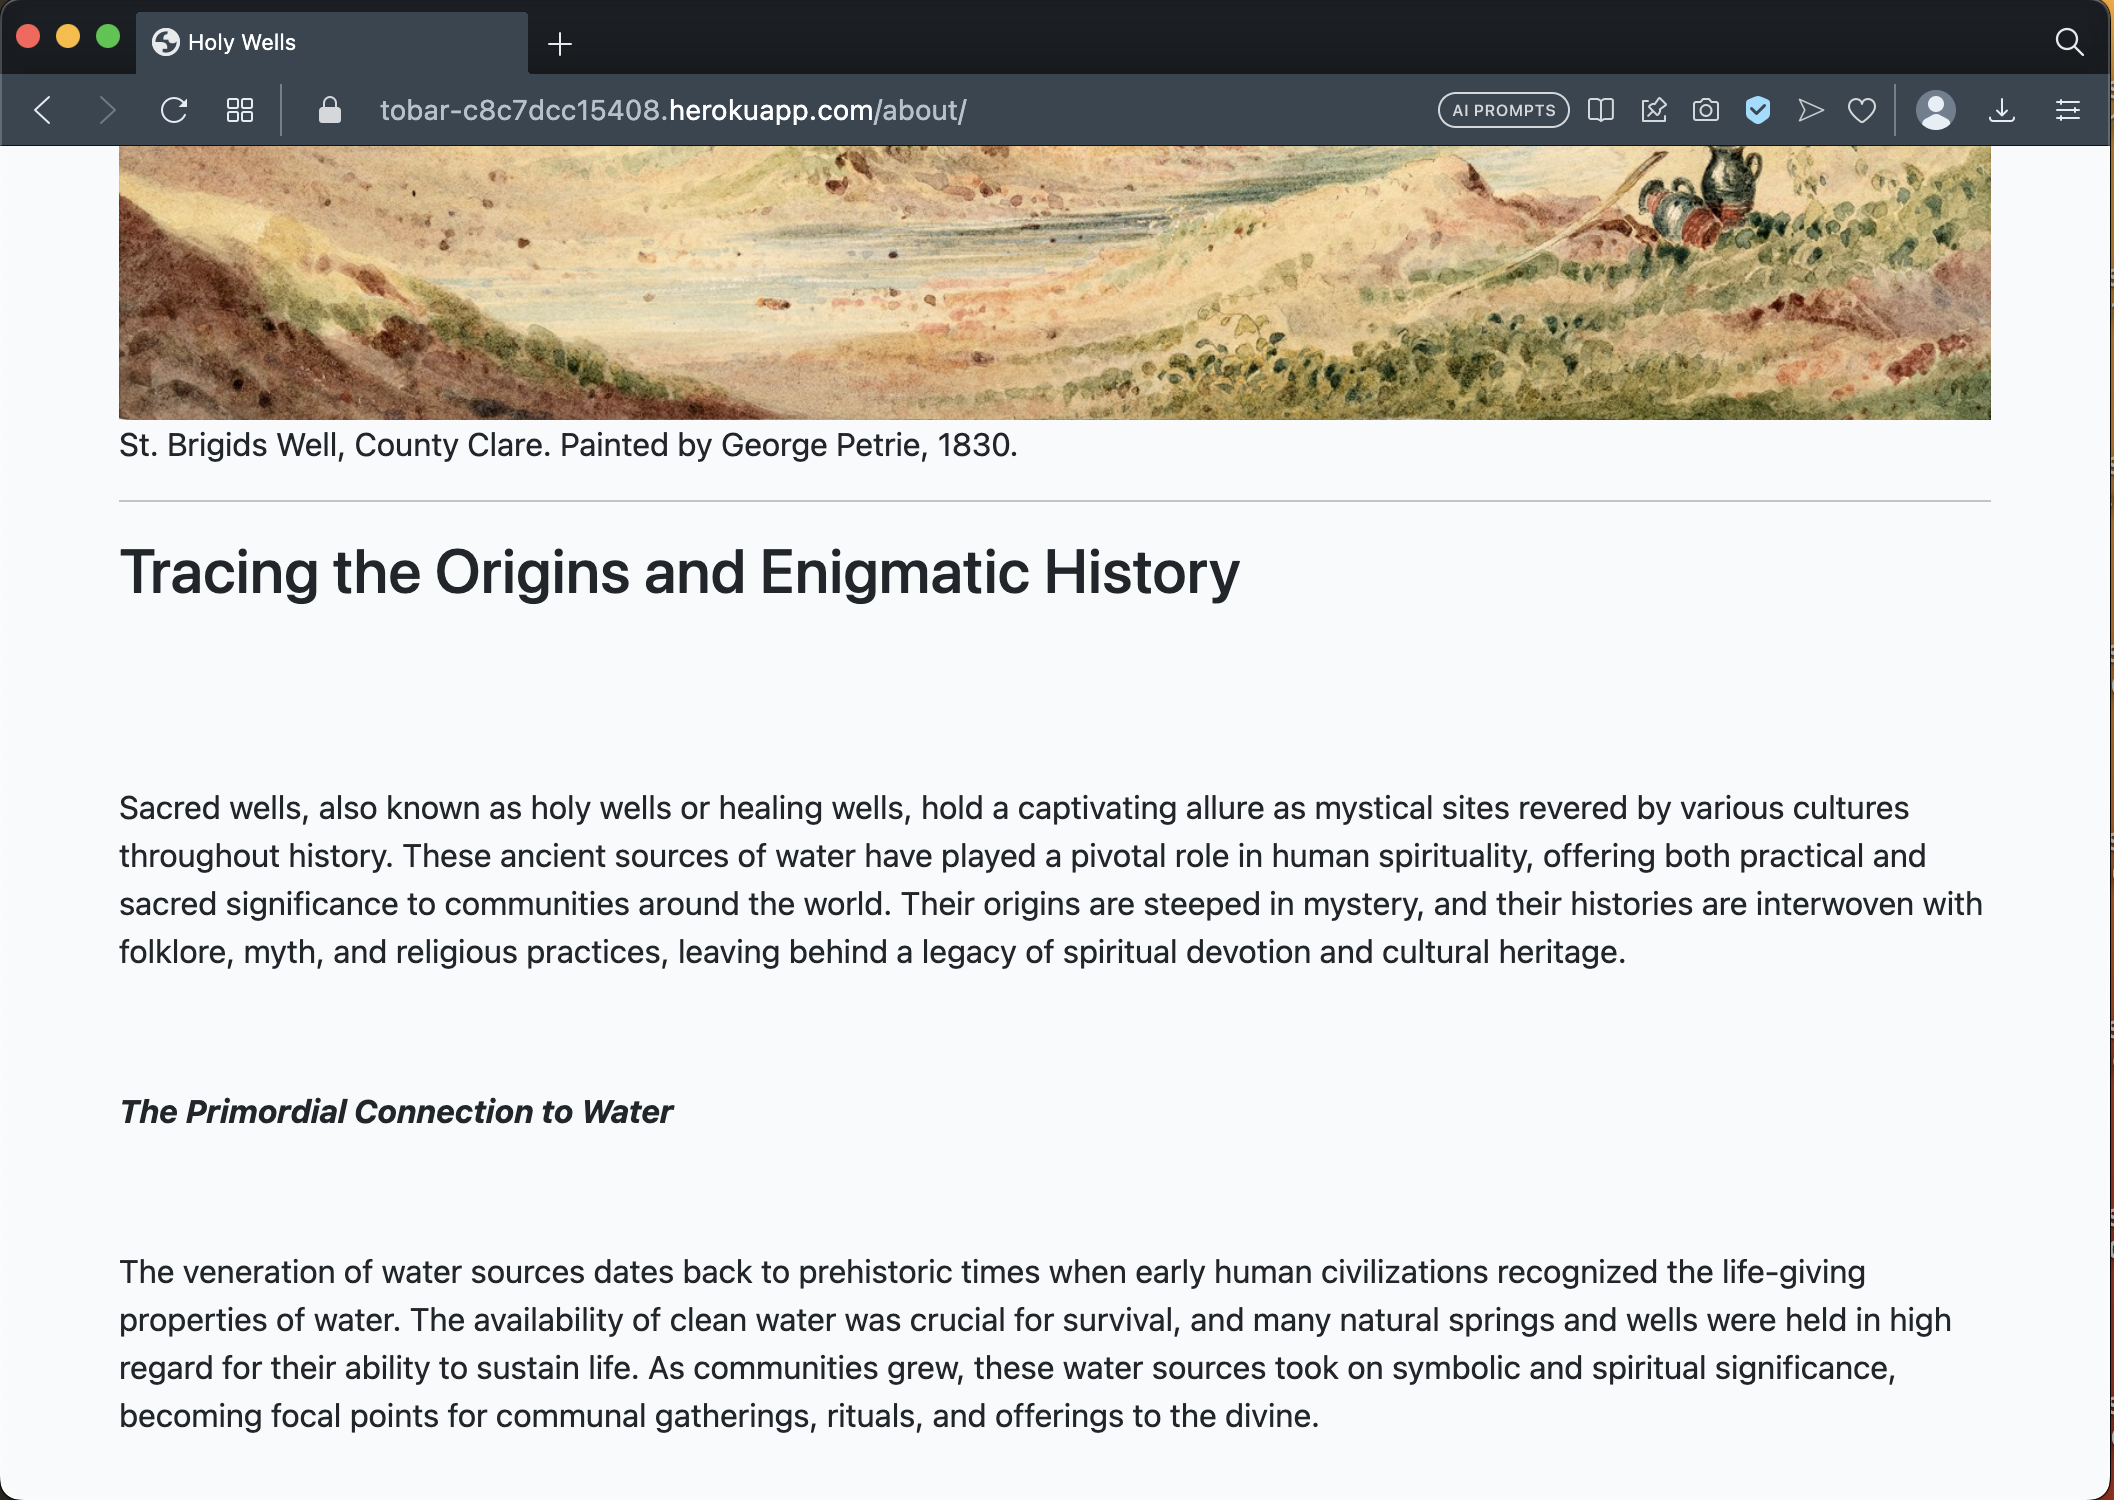 Holy Wells
tobar-c8c7dcc15408.herokuapp.com/about/
AI PROMPTS
St. Brigids Well, County Clare. Painted by George Petrie, 1830.
Tracing the Origins and Enigmatic History
Sacred wells, also known as holy wells or healing wells, hold a captivating allure as mystical sites revered by various cultures
throughout history. These ancient sources of water have played a pivotal role in human spirituality, offering both practical and
sacred significance to communities around the world. Their origins are steeped in mystery, and their histories are interwoven with
folklore, myth, and religious practices, leaving behind a legacy of spiritual devotion and cultural heritage.
The Primordial Connection to Water
The veneration of water sources dates back to prehistoric times when early human civilizations recognized the life-giving
properties of water. The availability of clean water was crucial for survival, and many natural springs and wells were held in high
regard for their ability to sustain life. As communities grew, these water sources took on symbolic and spiritual significance,
becoming focal points for communal gatherings, rituals, and offerings to the divine.